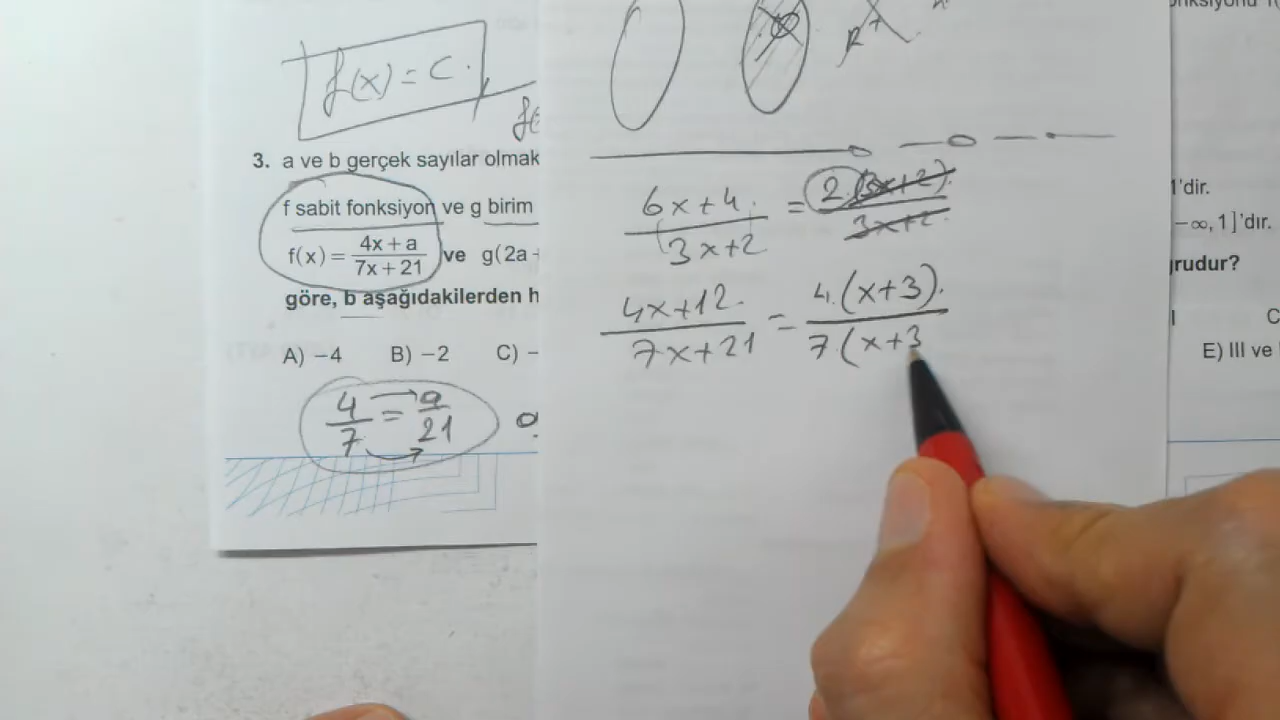 f(x) = C.
3. a ve b gerçek sayılar olmak
f sabit fonksiyon ve g birim
f(x) = 4x + a / 7x + 21 ve g(2a
göre, b aşağıdakilerden h
A) −4 B) −2 C) −
4/7 = a/21
R+
6x+4 / 3x+2 = 2.(3x+2) / 3x+2
4x+12 / 7x+21 = 4.(x+3). / 7.(x+3
1'dir.
−∞, 1]'dır.
rudur?
C
E) III ve